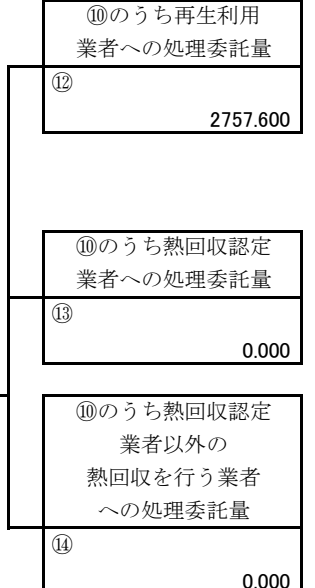 ⑩のうち再生利用
業者への処理委託量
⑫
2757.600
⑩のうち熱回収認定
業者への処理委託量
⑬
0.000
⑩のうち熱回収認定
業者以外の
熱回収を行う業者
への処理委託量
⑭
0.000